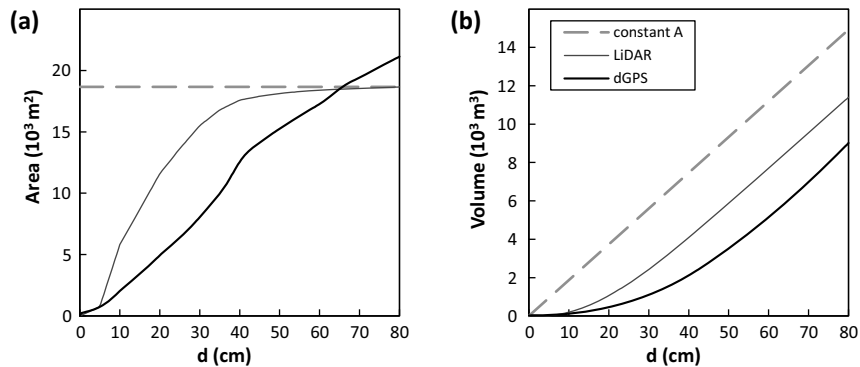 (a)
Area (10³ m²)
20
15
10
5
0
0 10 20 30 40 50 60 70 80
d (cm)
(b)
constant A
LiDAR
dGPS
Volume (10³ m³)
14
12
10
8
6
4
2
0
0 10 20 30 40 50 60 70 80
d (cm)